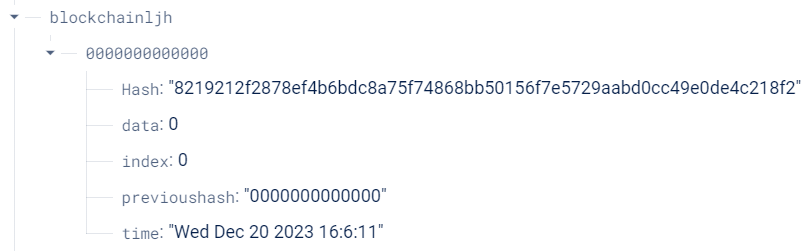 blockchainljh
0000000000000
Hash: "8219212f2878ef4b6bdc8a75f74868bb50156f7e5729aabd0cc49e0de4c218f2"
data: 0
index: 0
previoushash: "0000000000000"
time: "Wed Dec 20 2023 16:6:11"